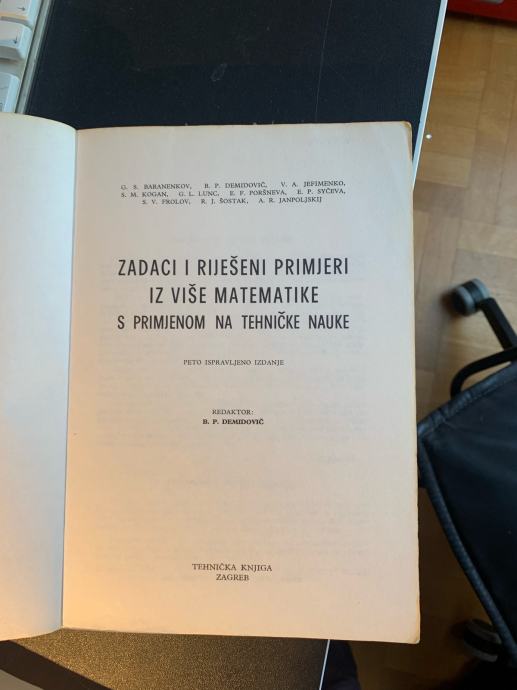 G. S. BARANENKOV, B. P. DEMIDOVIČ, V. A. JEFIMENKO,
S. M. KOGAN, G. L. LUNC, E. F. PORŠNEVA, E. P. SYČEVA,
S. V. FROLOV, R. J. ŠOSTAK, A. R. JANPOLJSKIJ
ZADACI I RIJEŠENI PRIMJERI
IZ VIŠE MATEMATIKE
S PRIMJENOM NA TEHNIČKE NAUKE
PETO ISPRAVLJENO IZDANJE
REDAKTOR:
B. P. DEMIDOVIČ
TEHNIČKA KNJIGA
ZAGREB